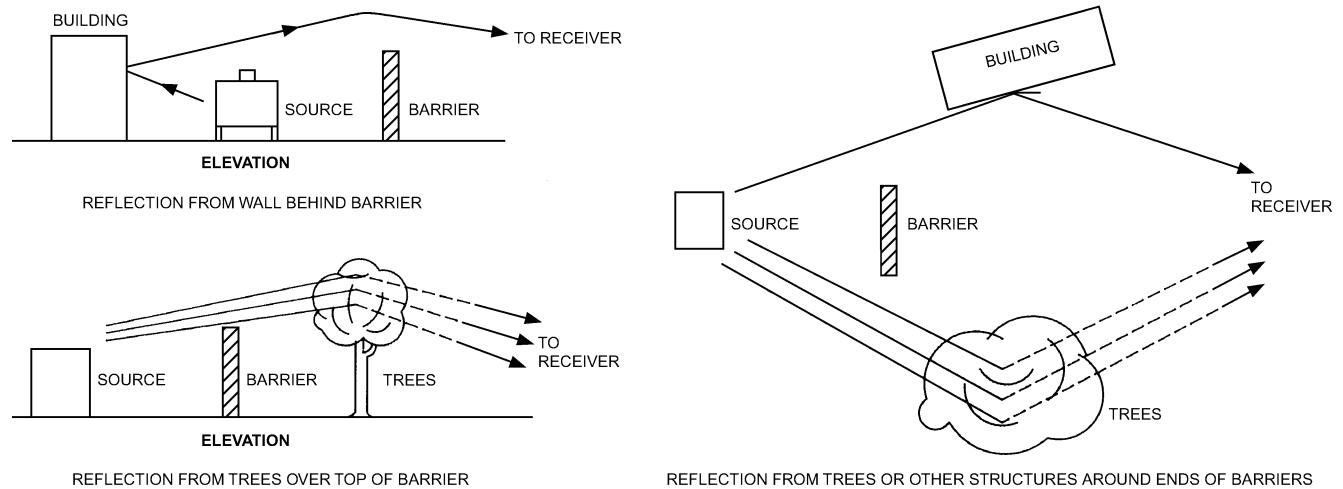 BUILDING
TO RECEIVER
SOURCE
BARRIER
ELEVATION
REFLECTION FROM WALL BEHIND BARRIER
SOURCE
BARRIER
TREES
TO
RECEIVER
ELEVATION
REFLECTION FROM TREES OVER TOP OF BARRIER
BUILDING
SOURCE
BARRIER
TO
RECEIVER
TREES
REFLECTION FROM TREES OR OTHER STRUCTURES AROUND ENDS OF BARRIERS